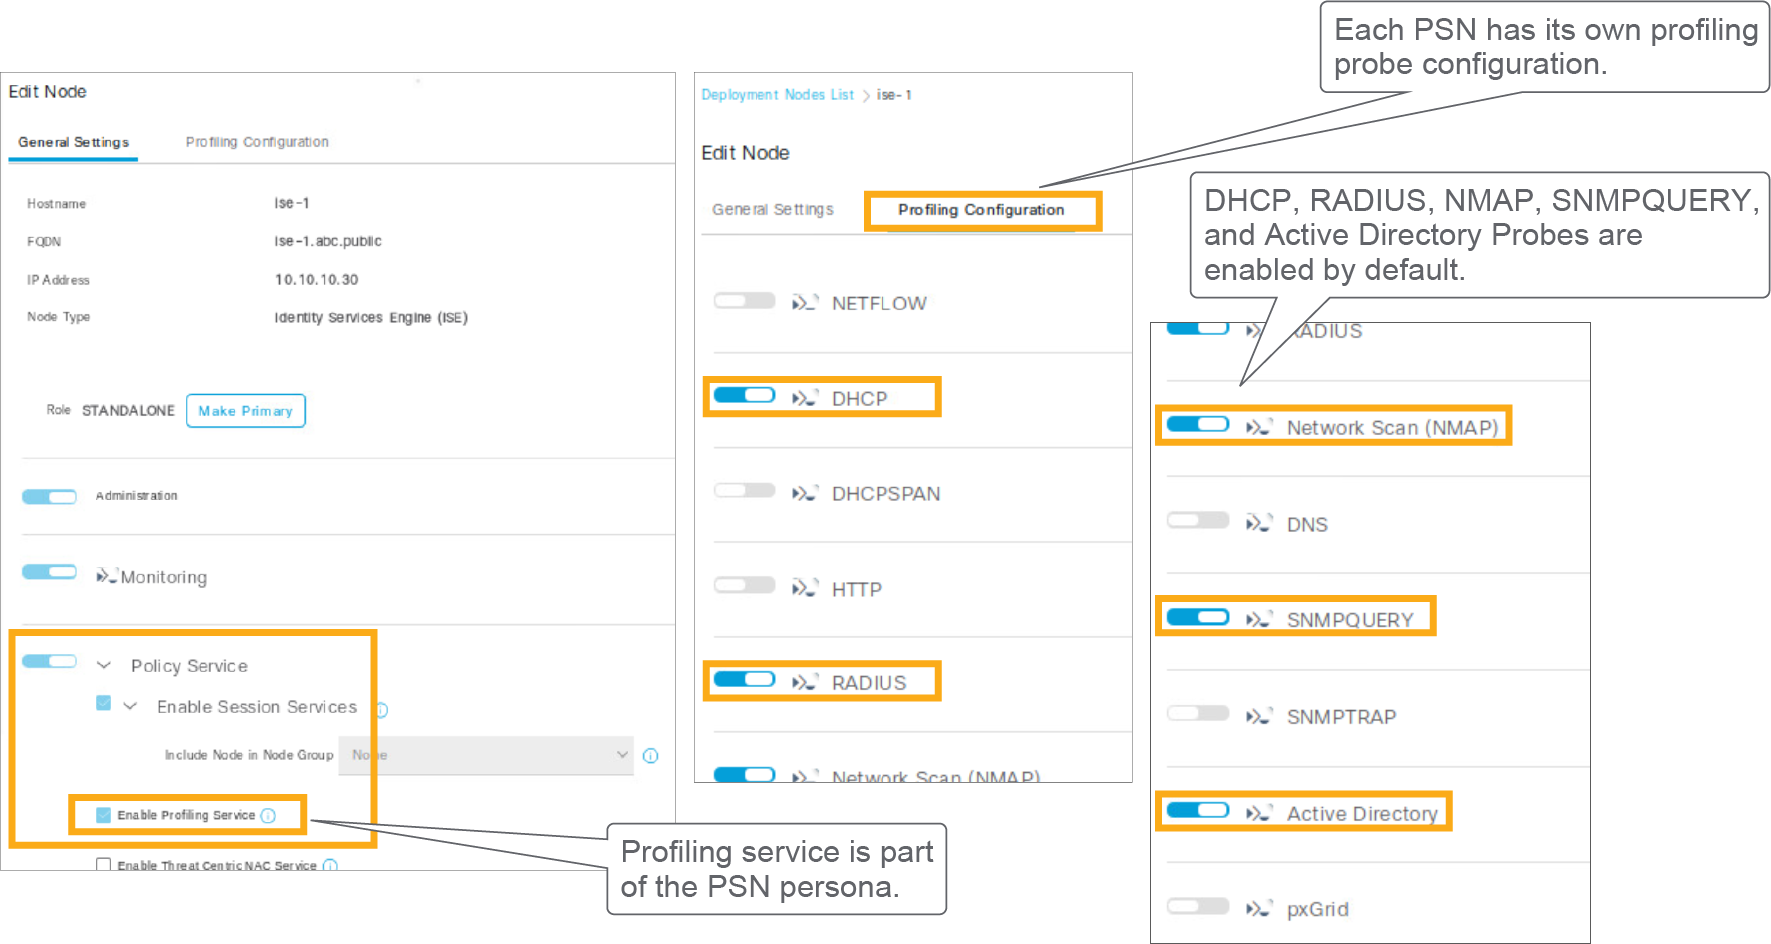 Each PSN has its own profiling
probe configuration.
Edit Node
General Settings Profiling Configuration
Hostname ise-1
FQDN ise-1.abc.public
IP Address 10.10.10.30
Node Type Identity Services Engine (ISE)
Role STANDALONE Make Primary
Administration
Monitoring
Policy Service
Enable Session Services
Include Node in Node Group None
Enable Profiling Service
Enable Threat Centric NAC Service
Profiling service is part
of the PSN persona.
Deployment Nodes List > ise-1
Edit Node
General Settings Profiling Configuration
NETFLOW
DHCP
DHCPSPAN
HTTP
RADIUS
Network Scan (NMAP)
DHCP, RADIUS, NMAP, SNMPQUERY,
and Active Directory Probes are
enabled by default.
RADIUS
Network Scan (NMAP)
DNS
SNMPQUERY
SNMPTRAP
Active Directory
pxGrid